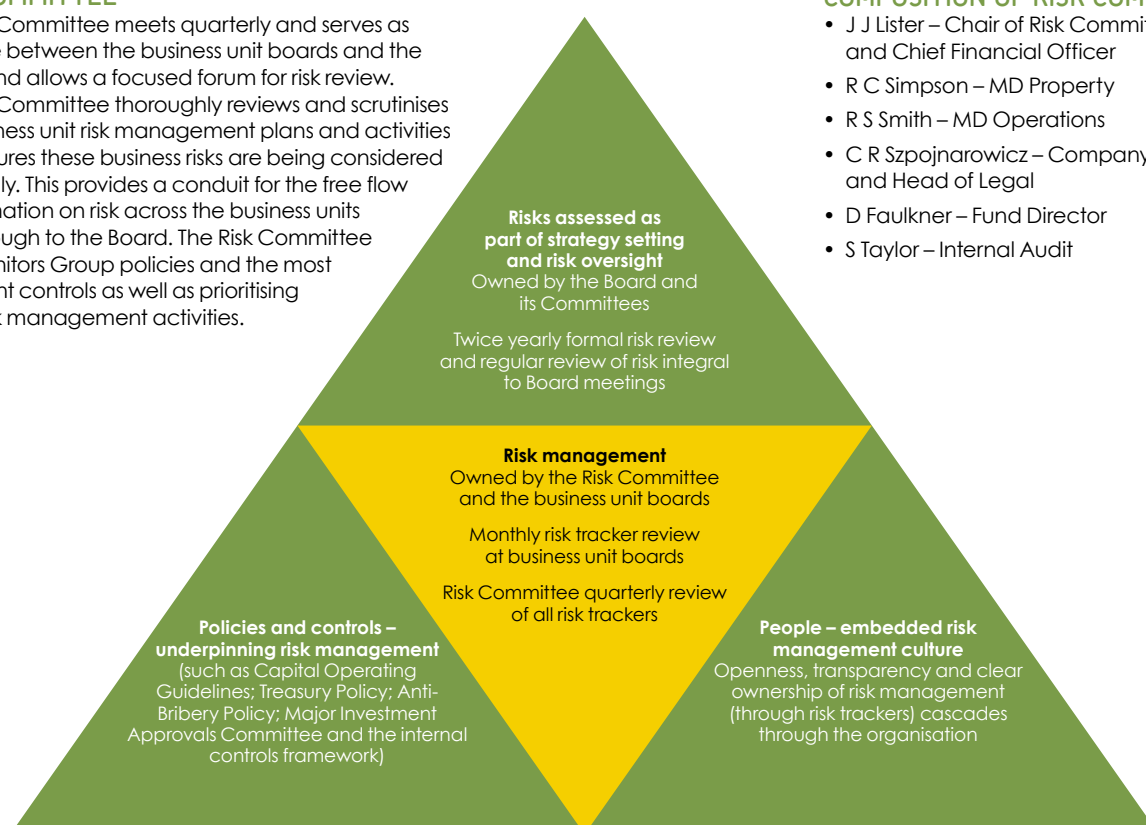 Committee meets quarterly and serves as
between the business unit boards and the
nd allows a focused forum for risk review.
Committee thoroughly reviews and scrutinises
ness unit risk management plans and activities
ures these business risks are being considered
ly. This provides a conduit for the free flow
nation on risk across the business units
ough to the Board. The Risk Committee
nitors Group policies and the most
nt controls as well as prioritising
k management activities.
• J J Lister – Chair of Risk Commit
and Chief Financial Officer
• R C Simpson – MD Property
• R S Smith – MD Operations
• C R Szpojnarowicz – Company
and Head of Legal
• D Faulkner – Fund Director
• S Taylor – Internal Audit
Risks assessed as
part of strategy setting
and risk oversight
Owned by the Board and
its Committees
Twice yearly formal risk review
and regular review of risk integral
to Board meetings
Risk management
Owned by the Risk Committee
and the business unit boards
Monthly risk tracker review
at business unit boards
Risk Committee quarterly review
of all risk trackers
Policies and controls –
underpinning risk management
(such as Capital Operating
Guidelines; Treasury Policy; Anti-
Bribery Policy; Major Investment
Approvals Committee and the internal
controls framework)
People – embedded risk
management culture
Openness, transparency and clear
ownership of risk management
(through risk trackers) cascades
through the organisation